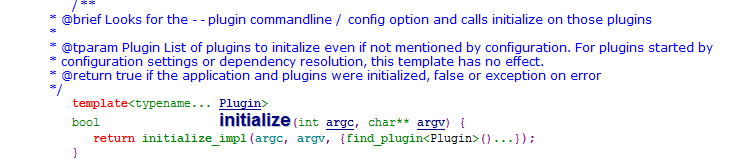 /**
* @brief Looks for the --plugin commandline / config option and calls initialize on those plugins
*
* @tparam Plugin List of plugins to initalize even if not mentioned by configuration. For plugins started by
* configuration settings or dependency resolution, this template has no effect.
* @return true if the application and plugins were initialized, false or exception on error
*/
template<typename... Plugin>
bool initialize(int argc, char** argv) {
return initialize_impl(argc, argv, {find_plugin<Plugin>()...});
}